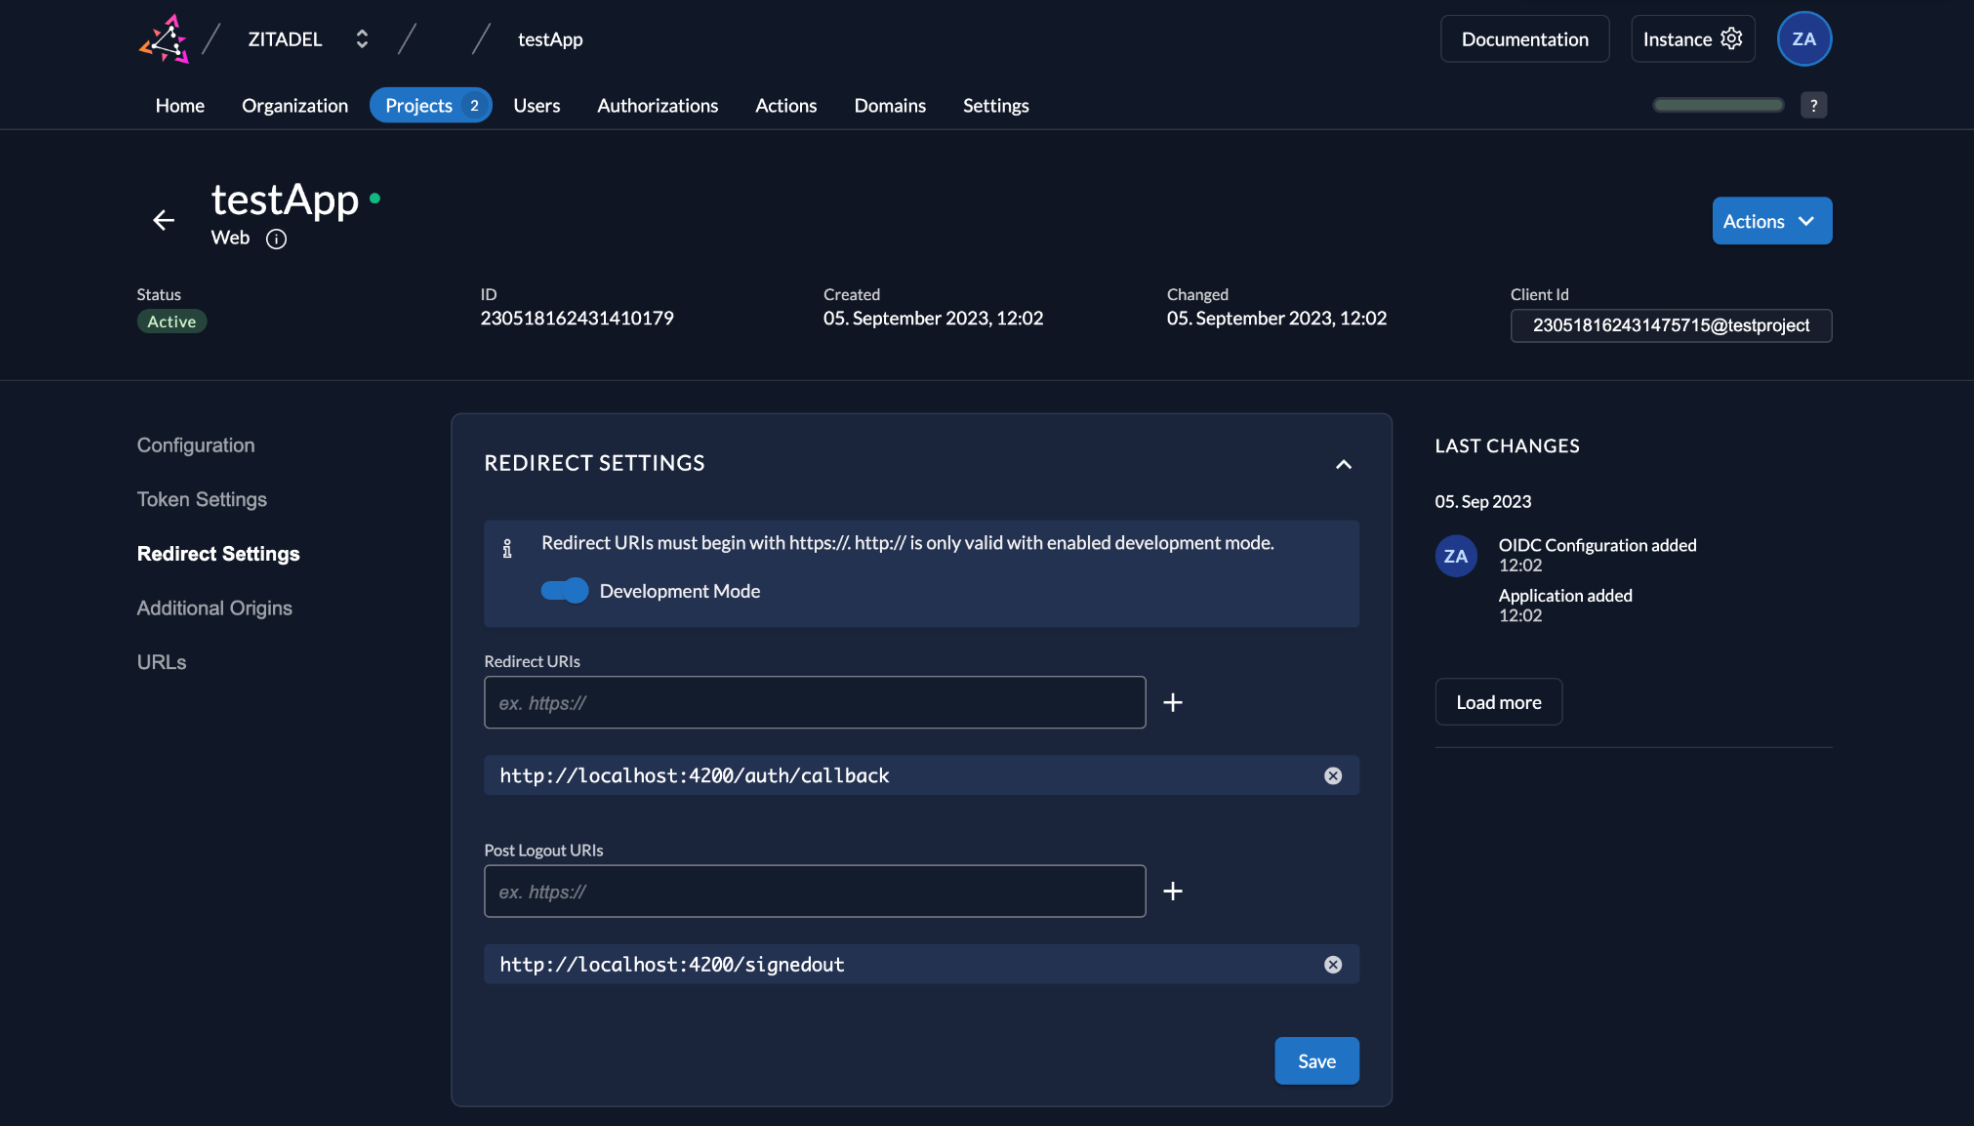 ZITADEL
testApp
Documentation
Instance
ZA
Home
Organization
Projects 2
Users
Authorizations
Actions
Domains
Settings
?
testApp
Web
Actions
Status
Active
ID
230518162431410179
Created
05. September 2023, 12:02
Changed
05. September 2023, 12:02
Client Id
230518162431475715@testproject
Configuration
Token Settings
Redirect Settings
Additional Origins
URLs
REDIRECT SETTINGS
Redirect URIs must begin with https://. http:// is only valid with enabled development mode.
Development Mode
Redirect URIs
ex. https://
http://localhost:4200/auth/callback
Post Logout URIs
ex. https://
http://localhost:4200/signedout
Save
LAST CHANGES
05. Sep 2023
ZA
OIDC Configuration added
12:02
Application added
12:02
Load more